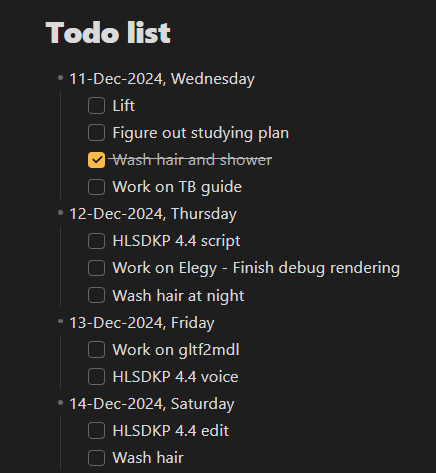 Todo list
11-Dec-2024, Wednesday
Lift
Figure out studying plan
Wash hair and shower
Work on TB guide
12-Dec-2024, Thursday
HLSDKP 4.4 script
Work on Elegy - Finish debug rendering
Wash hair at night
13-Dec-2024, Friday
Work on gltf2mdl
HLSDKP 4.4 voice
14-Dec-2024, Saturday
HLSDKP 4.4 edit
Wash hair